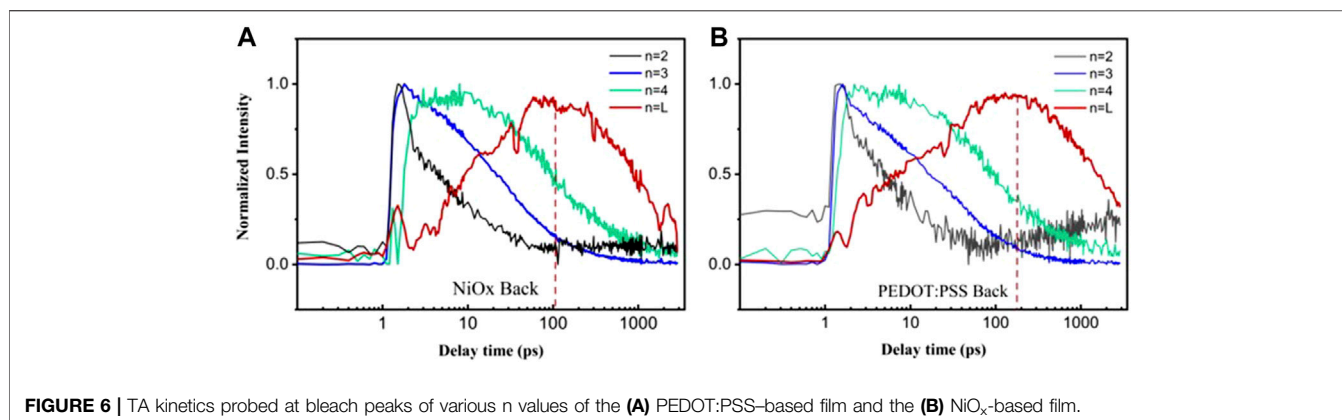 A
B
n=2
n=3
n=4
n=L
n=2
n=3
n=4
n=L
1.0
0.5
0.0
1.0
0.5
0.0
Normalized Intensity
NiOx Back
PEDOT:PSS Back
1 10 100 1000
1 10 100 1000
Delay time (ps)
Delay time (ps)
FIGURE 6 | TA kinetics probed at bleach peaks of various n values of the (A) PEDOT:PSS–based film and the (B) NiOₓ-based film.